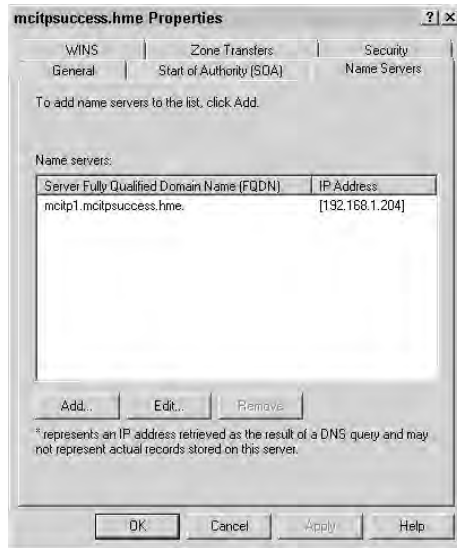 mcitpsuccess.hme Properties ? ×
WINS Zone Transfers Security
General Start of Authority (SOA) Name Servers
To add name servers to the list, click Add.
Name servers:
Server Fully Qualified Domain Name (FQDN) IP Address
mcitp1.mcitpsuccess.hme. [192.168.1.204]
Add... Edit... Remove
* represents an IP address retrieved as the result of a DNS query and may
not represent actual records stored on this server.
OK Cancel Apply Help